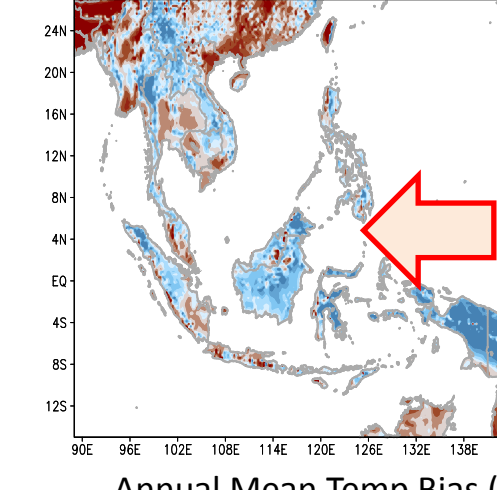 24N
20N
16N
12N
8N
4N
EQ
4S
8S
12S
90E 96E 102E 108E 114E 120E 126E 132E 138E
Annual Mean Temp Bias (